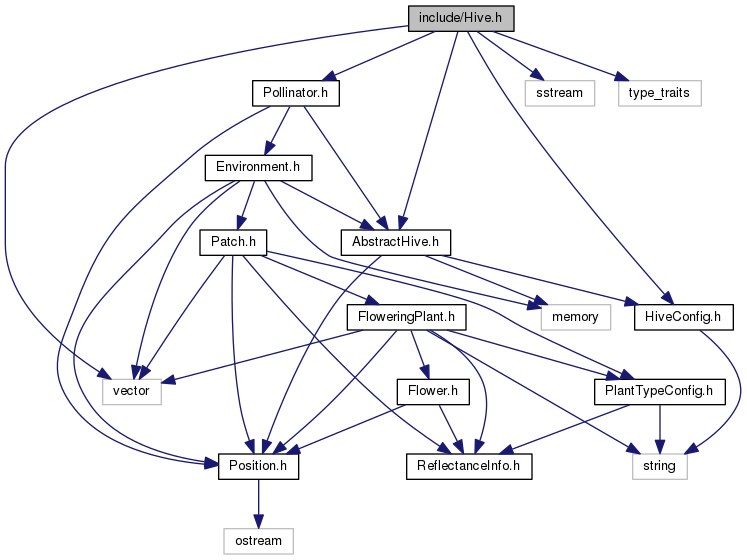 include/Hive.h
Pollinator.h
sstream
type_traits
Environment.h
Patch.h
AbstractHive.h
FloweringPlant.h
memory
HiveConfig.h
vector
Flower.h
PlantTypeConfig.h
Position.h
ReflectanceInfo.h
string
ostream